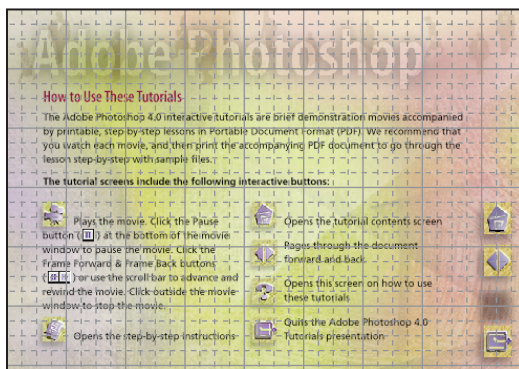 Adobe Photoshop
How to Use These Tutorials
The Adobe Photoshop 4.0 interactive tutorials are brief demonstration movies accompanied
by printable, step-by-step lessons in Portable Document Format (PDF). We recommend that
you watch each movie, and then print the accompanying PDF document to go through the
lesson step-by-step with sample files.
The tutorial screens include the following interactive buttons:
Plays the movie. Click the Pause
button ( ) at the bottom of the movie
window to pause the movie. Click the
Frame Forward & Frame Back buttons
( ) or use the scroll bar to advance and
rewind the movie. Click outside the movie
window to stop the movie.
Opens the step-by-step instructions
Opens the tutorial contents screen
Pages through the document
forward and back
Opens this screen on how to use
these tutorials
Quits the Adobe Photoshop 4.0
Tutorials presentation